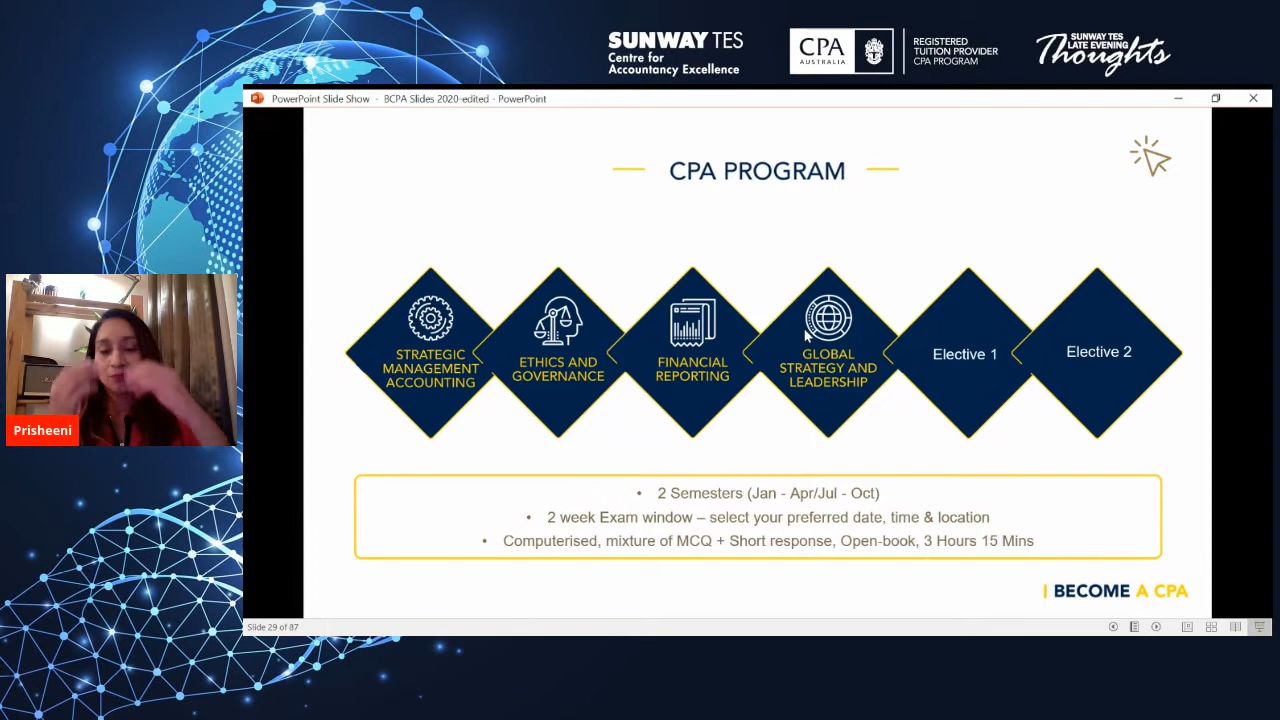 SUNWAY TES
Centre for
Accountancy Excellence
CPA
AUSTRALIA
REGISTERED
TUITION PROVIDER
CPA PROGRAM
SUNWAY TES
LATE EVENING
Thoughts
PowerPoint Slide Show - BCPA Slides 2020-edited - PowerPoint
CPA PROGRAM
STRATEGIC
MANAGEMENT
ACCOUNTING
ETHICS AND
GOVERNANCE
FINANCIAL
REPORTING
GLOBAL
STRATEGY AND
LEADERSHIP
Elective 1
Elective 2
• 2 Semesters (Jan - Apr/Jul - Oct)
• 2 week Exam window – select your preferred date, time & location
• Computerised, mixture of MCQ + Short response, Open-book, 3 Hours 15 Mins
Prisheeni
BECOME A CPA
Slide 29 of 87